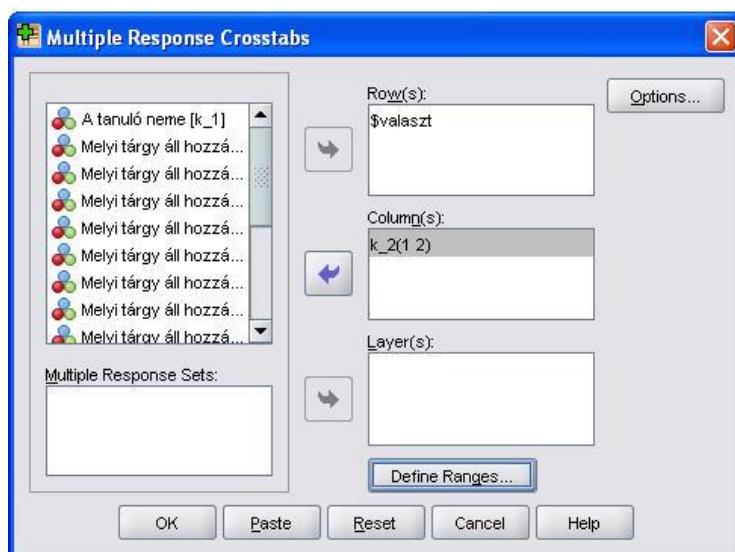 Multiple Response Crosstabs
A tanuló neme [k_1]
Melyi tárgy áll hozzá...
Melyi tárgy áll hozzá...
Melyi tárgy áll hozzá...
Melyi tárgy áll hozzá...
Melyi tárgy áll hozzá...
Melyi tárgy áll hozzá...
Melyi tárgy áll hozzá...
Melyi tárgy áll hozzá...
Multiple Response Sets:
Row(s):
$valaszt
Column(s):
k_2(1 2)
Layer(s):
Define Ranges...
Options...
OK
Paste
Reset
Cancel
Help